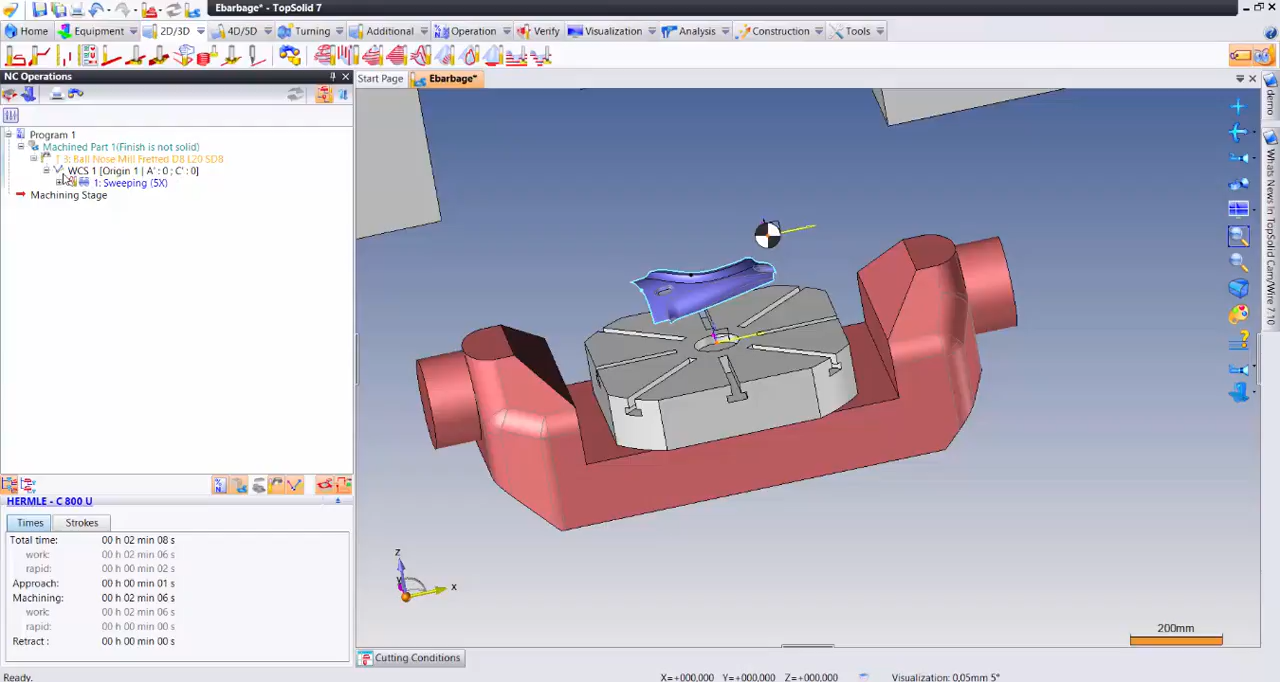 Ebarbage* - TopSolid 7
Home Equipment 2D/3D 4D/5D Turning Additional Operation Verify Visualization Analysis Construction Tools
NC Operations
Start Page Ebarbage*
Program 1
Machined Part 1(Finish is not solid)
3: Ball Nose Mill Fretted D8 L20 SD8
WCS 1 [Origin 1 | A' : 0 ; C' : 0]
1: Sweeping (5X)
Machining Stage
demo
Whats News In TopSolid Cam/Wire 7.10
HERMLE - C 800 U
Times Strokes
Total time: 00 h 02 min 08 s
work: 00 h 02 min 06 s
rapid: 00 h 00 min 02 s
Approach: 00 h 00 min 01 s
Machining: 00 h 02 min 06 s
work: 00 h 02 min 06 s
rapid: 00 h 00 min 00 s
Retract : 00 h 00 min 00 s
z
x
200mm
Cutting Conditions
Ready.
X=+000,000 Y=+000,000 Z=+000,000 Visualization: 0,05mm 5°